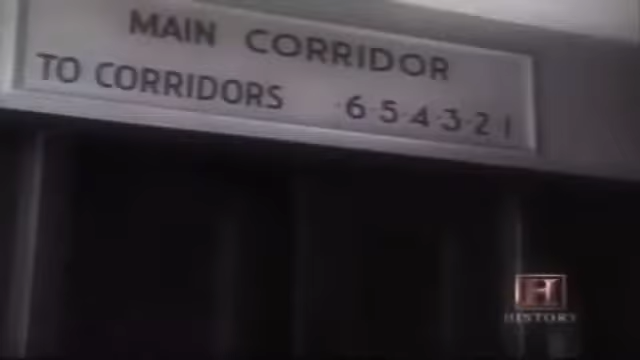 MAIN CORRIDOR
TO CORRIDORS -6-5-4-3-2-1
H
HISTORY